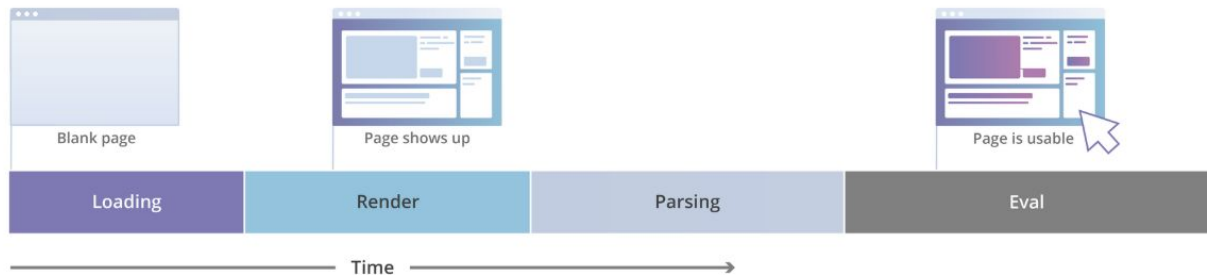 Blank page
Page shows up
Page is usable
Loading
Render
Parsing
Eval
Time